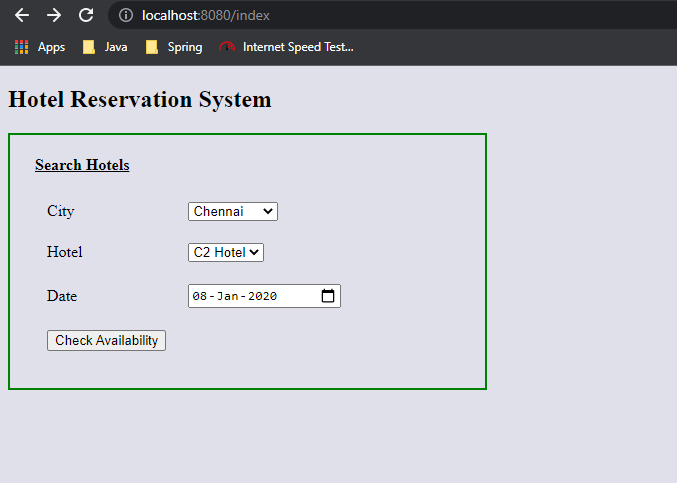 localhost:8080/index
Apps Java Spring Internet Speed Test...
Hotel Reservation System
Search Hotels
City Chennai
Hotel C2 Hotel
Date 08-Jan-2020
Check Availability